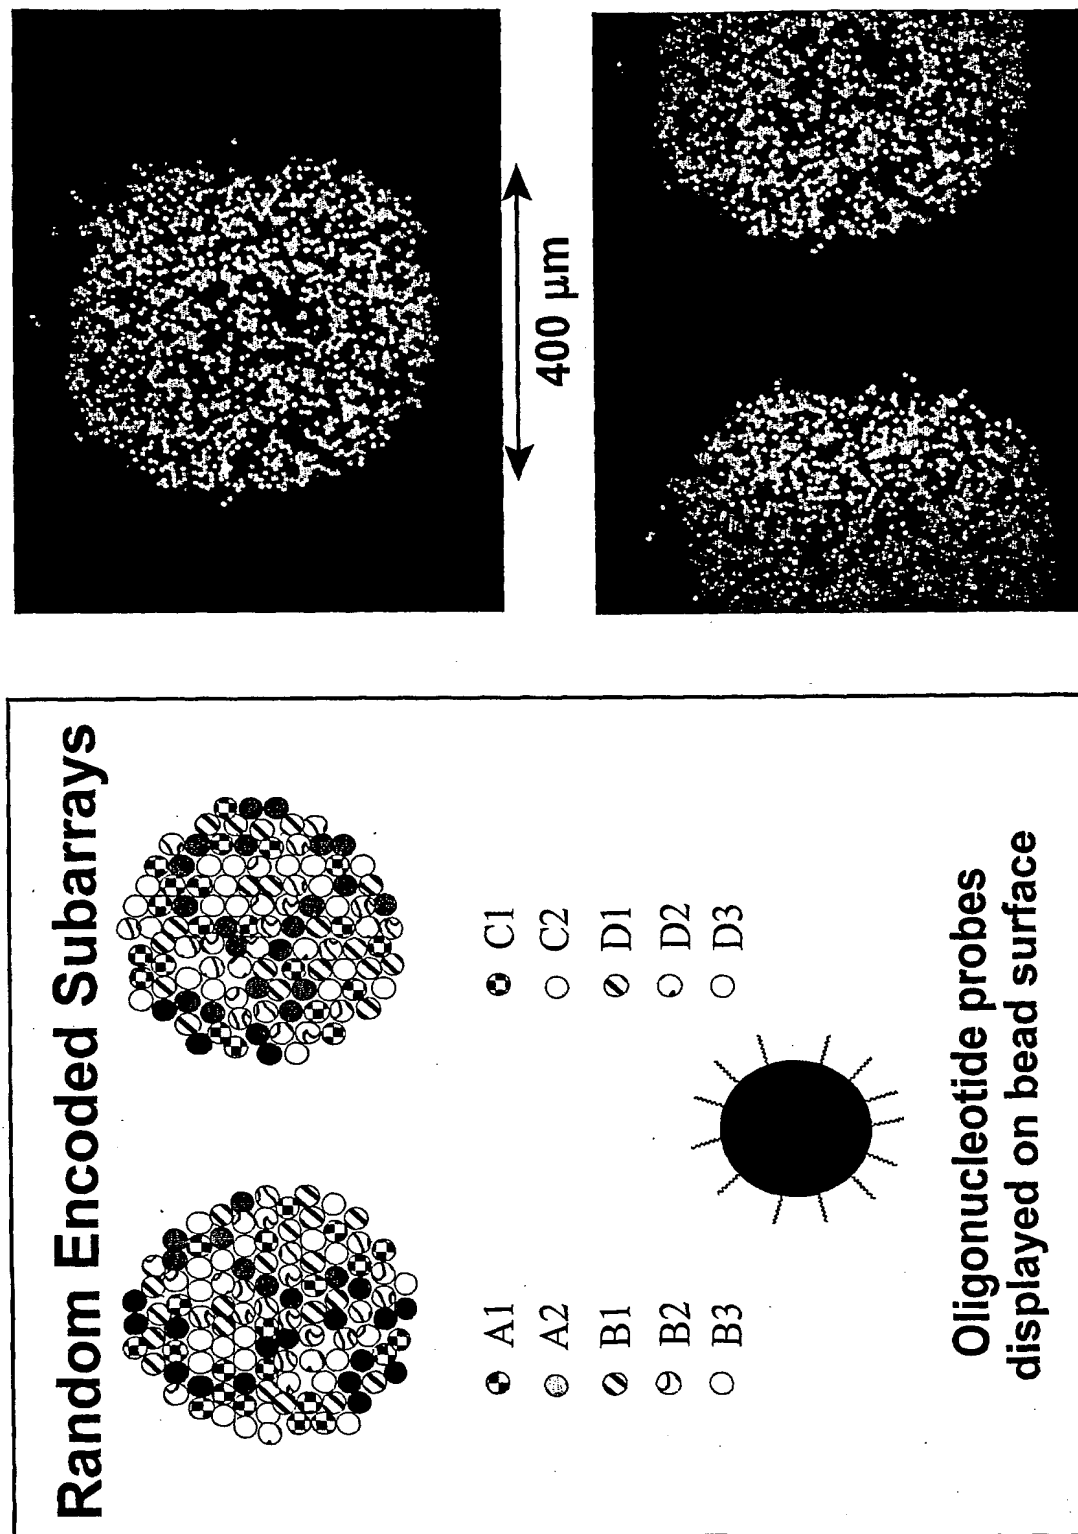 Random Encoded Subarrays
A1
A2
B1
B2
B3
C1
C2
D1
D2
D3
Oligonucleotide probes
displayed on bead surface
400 μm